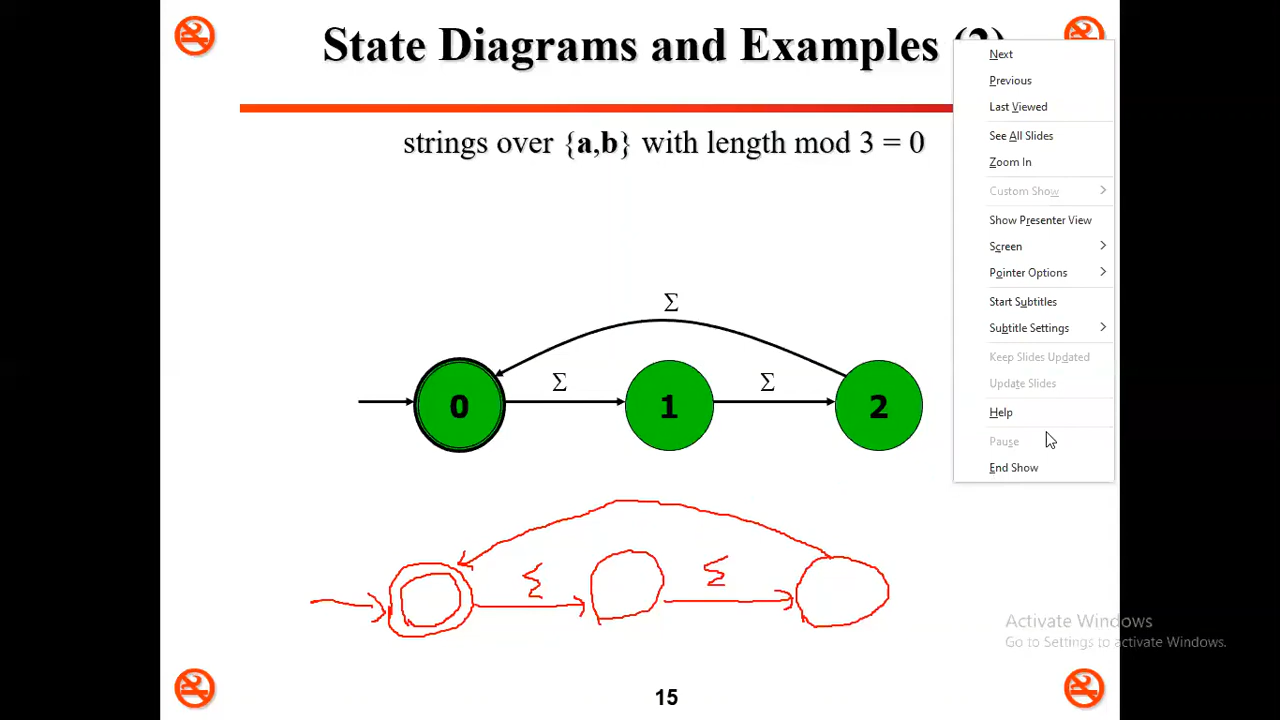 State Diagrams and Examples (2)
strings over {a,b} with length mod 3 = 0
Next
Previous
Last Viewed
See All Slides
Zoom In
Custom Show
Show Presenter View
Screen
Pointer Options
Start Subtitles
Subtitle Settings
Keep Slides Updated
Update Slides
Help
Pause
End Show
Σ
Σ
Σ
0
1
2
Σ
Σ
Activate Windows
Go to Settings to activate Windows.
15